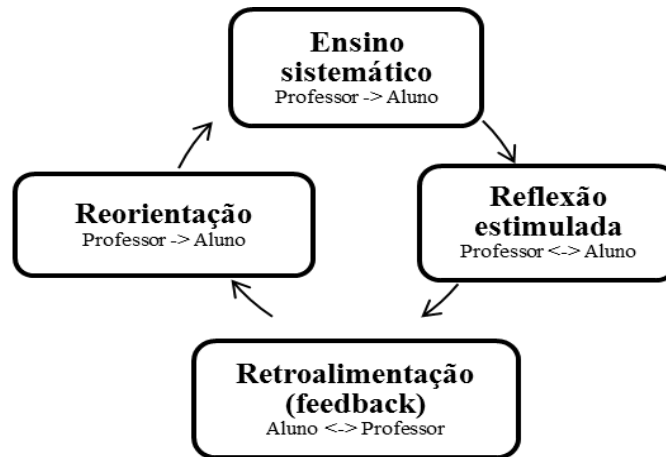 Ensino
sistemático
Professor -> Aluno
Reflexão
estimulada
Professor <-> Aluno
Retroalimentação
(feedback)
Aluno <-> Professor
Reorientação
Professor -> Aluno